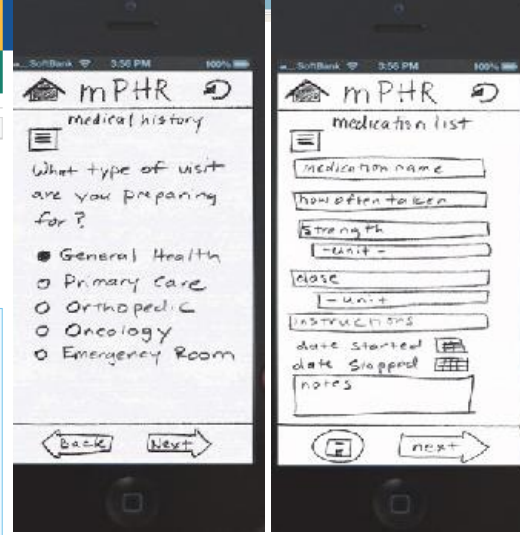 SoftBank 3:56 PM 100%
mPHR
medical history
What type of visit
are you preparing
for?
General Health
Primary Care
Orthopedic
Oncology
Emergency Room
Back Next
SoftBank 3:56 PM 100%
mPHR
medication list
medication name
how often taken
strength
-unit-
dose
-unit-
instructions
date started
date stopped
notes
next